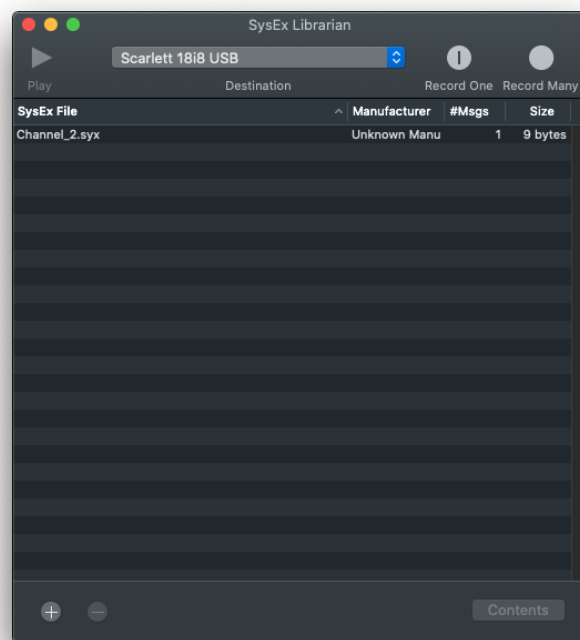 SysEx Librarian
Scarlett 18i8 USB
Play Destination Record One Record Many
SysEx File Manufacturer #Msgs Size
Channel_2.syx Unknown Manu 1 9 bytes
Contents